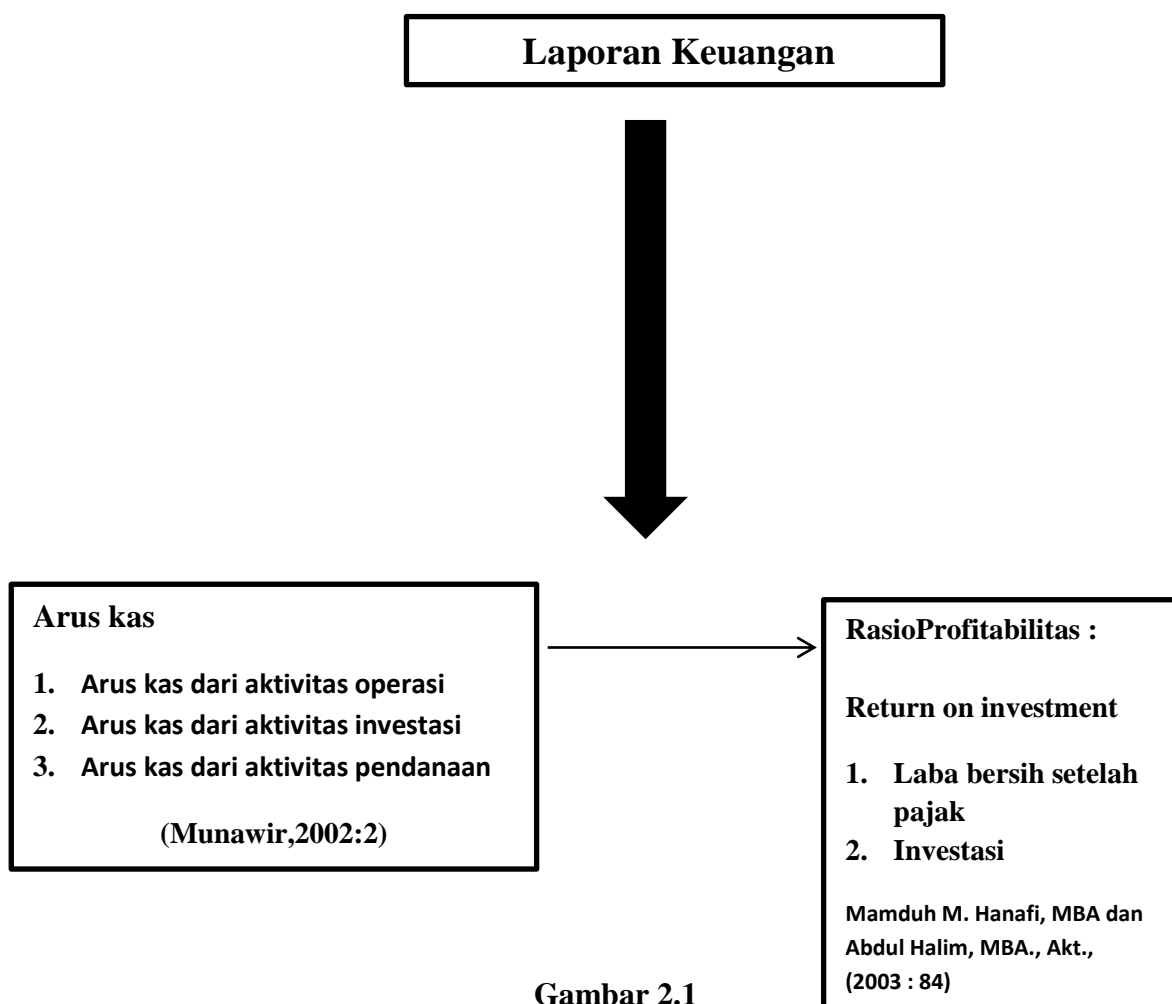 Laporan Keuangan
Arus kas
1. Arus kas dari aktivitas operasi
2. Arus kas dari aktivitas investasi
3. Arus kas dari aktivitas pendanaan
(Munawir,2002:2)
RasioProfitabilitas :
Return on investment
1. Laba bersih setelah
pajak
2. Investasi
Mamduh M. Hanafi, MBA dan
Abdul Halim, MBA., Akt.,
(2003 : 84)
Gambar 2.1